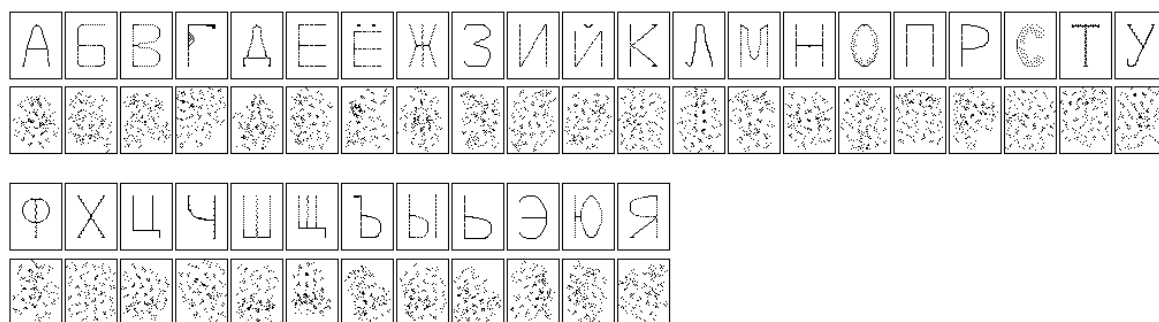 А Б В Г Д Е Ё Ж З И Й К Л М Н О П Р С Т У
Ф Х Ц Ч Ш Щ Ъ Ы Ь Э Ю Я